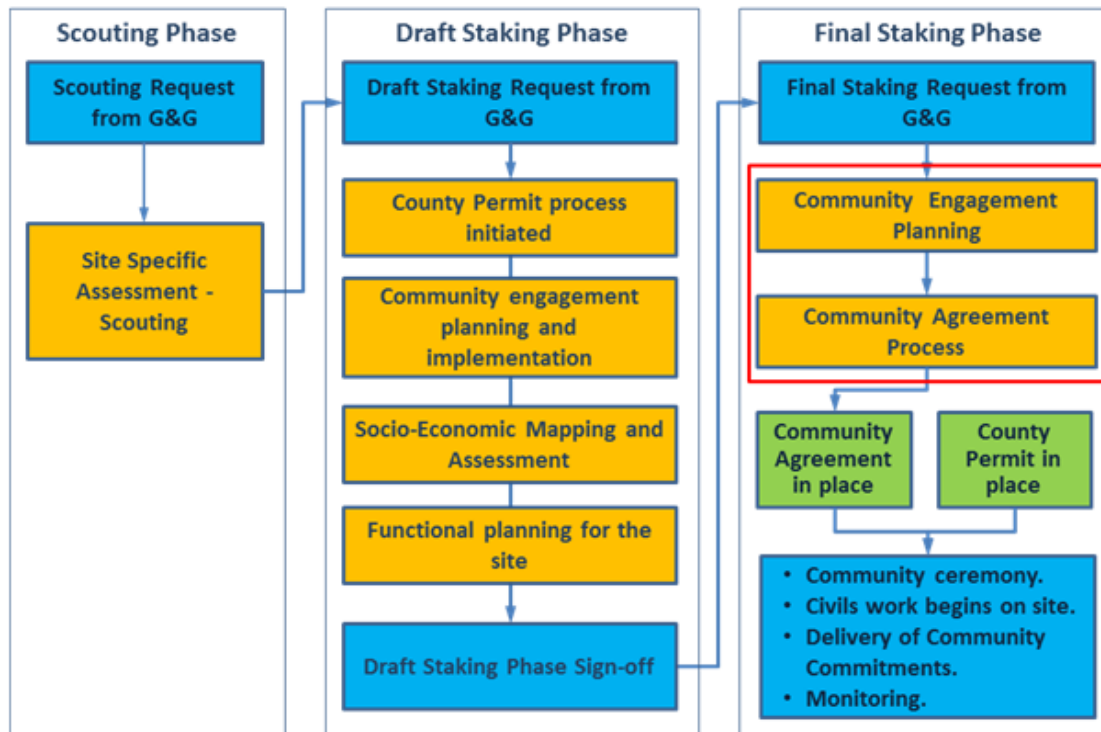 Scouting Phase
Scouting Request
from G&G
Site Specific
Assessment -
Scouting
Draft Staking Phase
Draft Staking Request from
G&G
County Permit process
initiated
Community engagement
planning and
implementation
Socio-Economic Mapping and
Assessment
Functional planning for the
site
Draft Staking Phase Sign-off
Final Staking Phase
Final Staking Request from
G&G
Community Engagement
Planning
Community Agreement
Process
Community
Agreement
in place
County
Permit in
place
• Community ceremony.
• Civils work begins on site.
• Delivery of Community
Commitments.
• Monitoring.